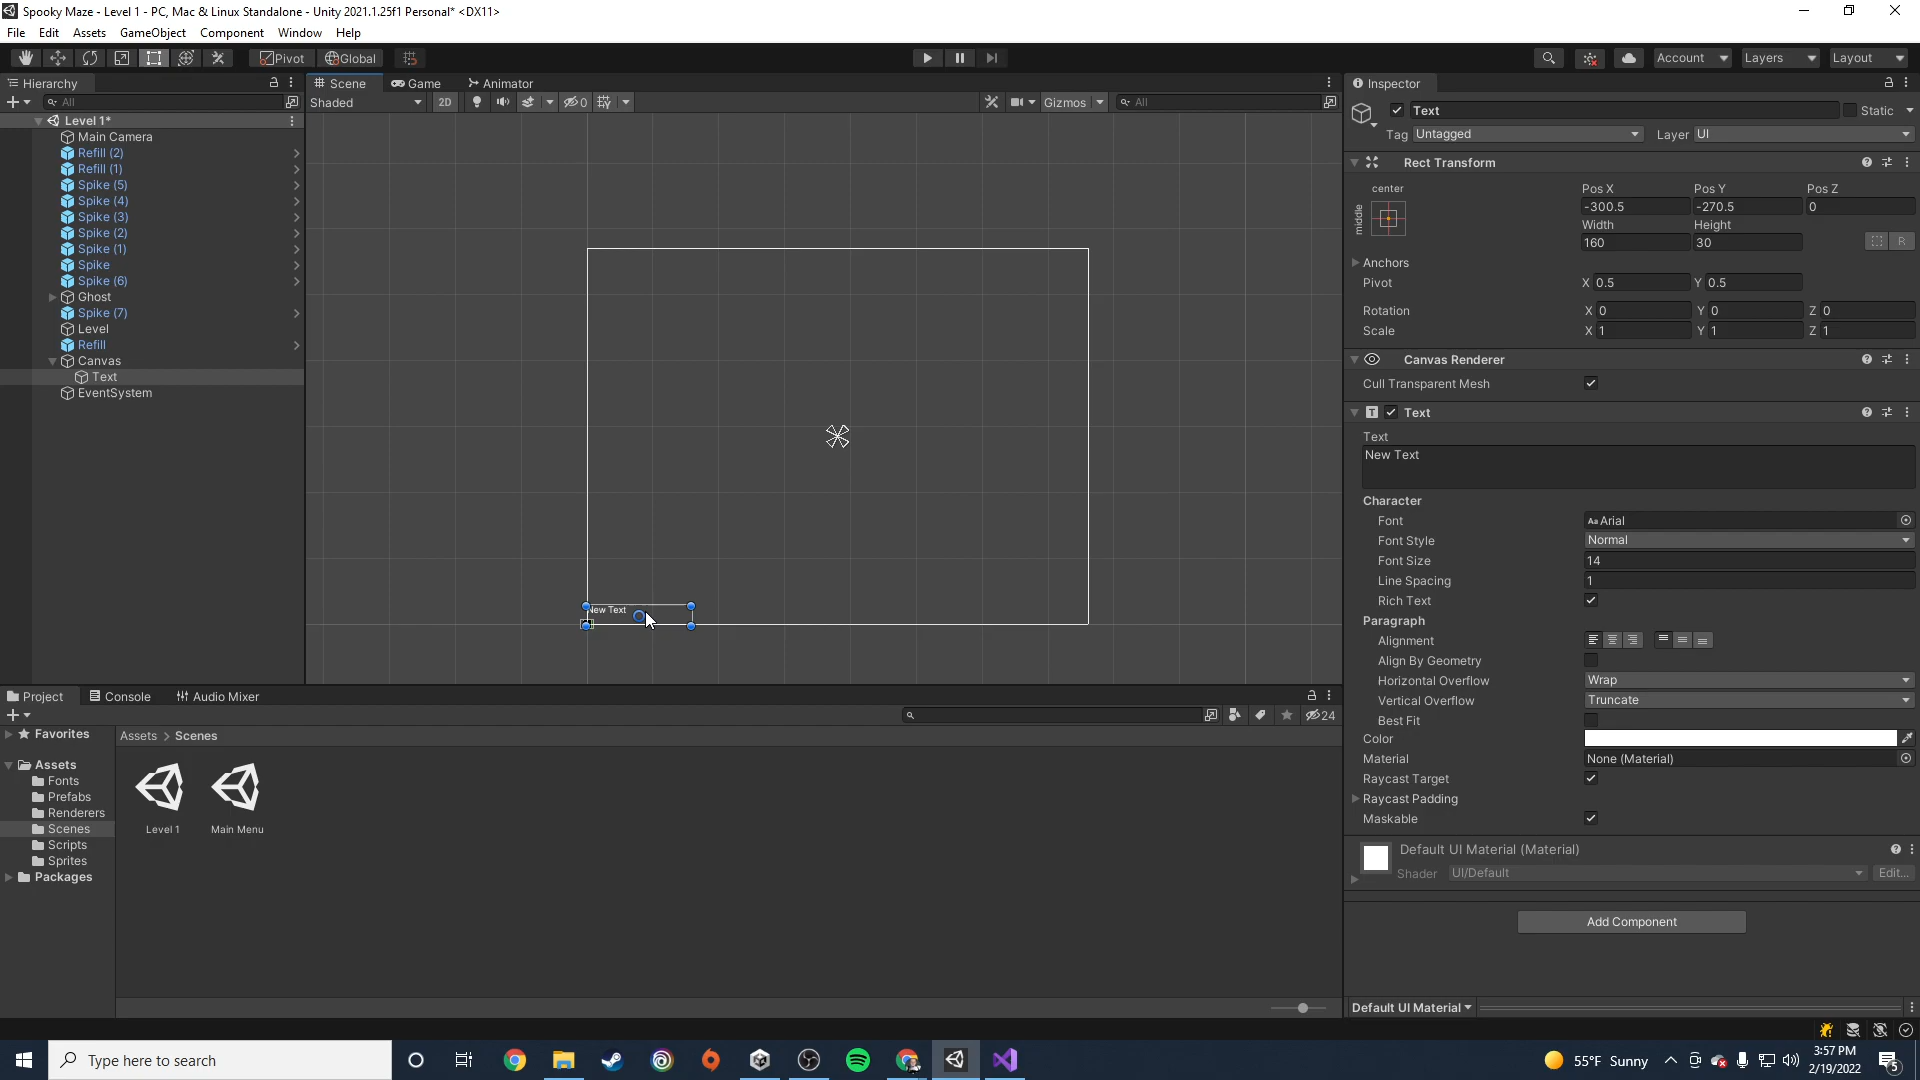 Spooky Maze - Level 1 - PC, Mac & Linux Standalone - Unity 2021.1.25f1 Personal* <DX11>
File Edit Assets GameObject Component Window Help
Pivot Global Account Layers Layout
Hierarchy Scene Game Animator Inspector
All Shaded 2D 0 Gizmos All
Text Static
Tag Untagged Layer UI
Level 1*
Main Camera
Refill (2)
Refill (1)
Spike (5)
Spike (4)
Spike (3)
Spike (2)
Spike (1)
Spike
Spike (6)
Ghost
Spike (7)
Level
Refill
Canvas
Text
EventSystem
New Text
Rect Transform
center
middle
Pos X Pos Y Pos Z
-300.5 -270.5 0
Width Height
160 30
R
Anchors
Pivot X 0.5 Y 0.5
Rotation X 0 Y 0 Z 0
Scale X 1 Y 1 Z 1
Canvas Renderer
Cull Transparent Mesh
T Text
Text
New Text
Character
Font Aa Arial
Font Style Normal
Font Size 14
Line Spacing 1
Rich Text
Paragraph
Alignment
Align By Geometry
Horizontal Overflow Wrap
Vertical Overflow Truncate
Best Fit
Color
Material None (Material)
Raycast Target
Raycast Padding
Maskable
Default UI Material (Material)
Shader UI/Default Edit...
Add Component
Default UI Material
Project Console Audio Mixer
24
Favorites
Assets > Scenes
Assets
Fonts
Prefabs
Renderers
Scenes
Scripts
Sprites
Packages
Level 1 Main Menu
Type here to search
55°F Sunny
3:57 PM
2/19/2022
5